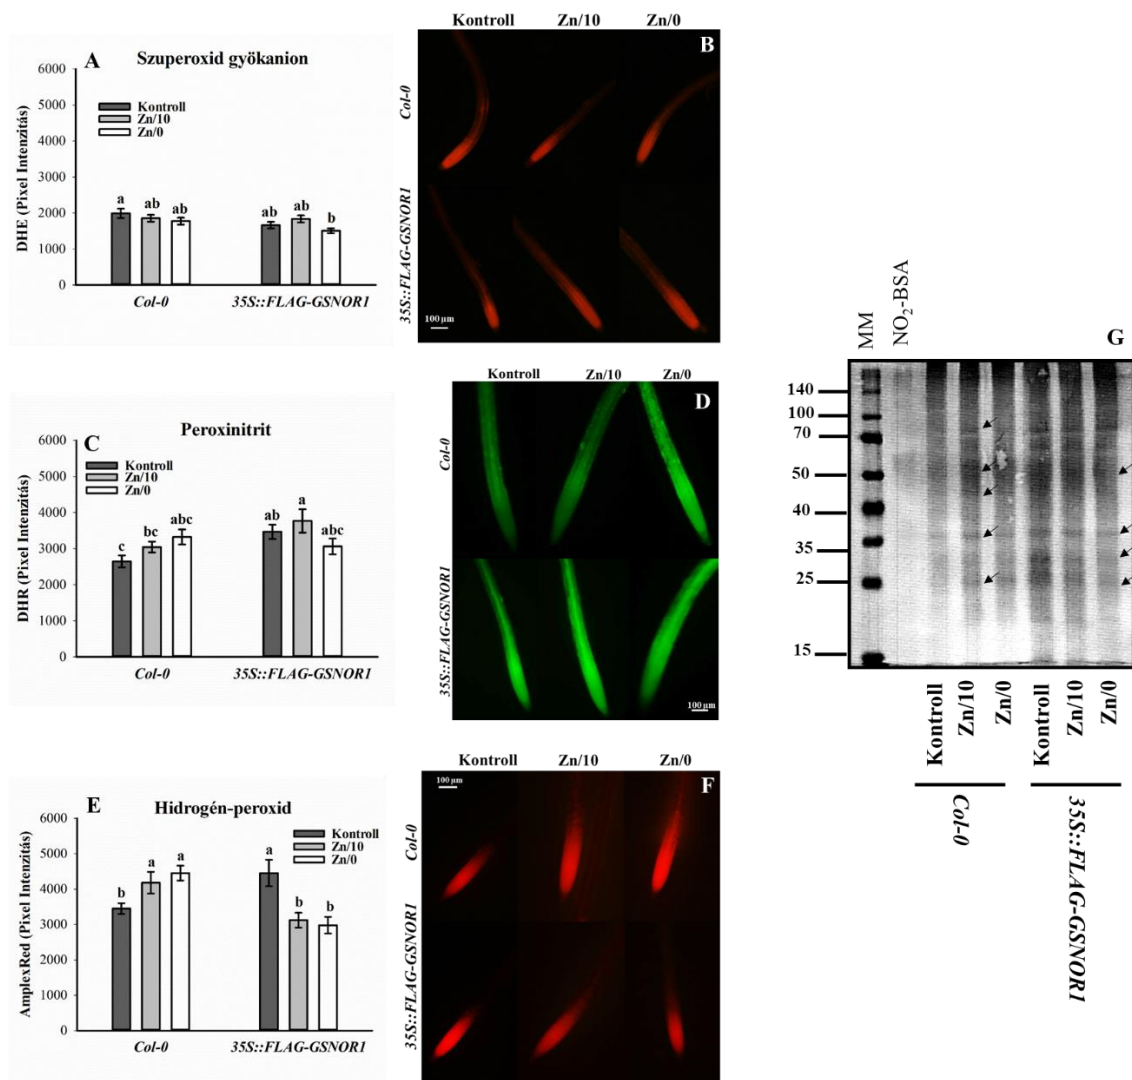 A
Szuperoxid gyökanion
6000
5000
4000
3000
2000
1000
0
DHE (Pixel Intenzitás)
Kontroll
Zn/10
Zn/0
a
ab
ab
ab
ab
b
Col-0
35S::FLAG-GSNOR1
Kontroll
Zn/10
Zn/0
B
Col-0
35S::FLAG-GSNOR1
100 µm
C
Peroxinitrit
6000
5000
4000
3000
2000
1000
0
DHR (Pixel Intenzitás)
Kontroll
Zn/10
Zn/0
c
bc
abc
ab
a
abc
Col-0
35S::FLAG-GSNOR1
Kontroll
Zn/10
Zn/0
D
Col-0
35S::FLAG-GSNOR1
100 µm
E
Hidrogén-peroxid
6000
5000
4000
3000
2000
1000
0
AmplexRed (Pixel Intenzitás)
Kontroll
Zn/10
Zn/0
b
a
a
a
b
b
Col-0
35S::FLAG-GSNOR1
Kontroll
Zn/10
Zn/0
F
100 µm
Col-0
35S::FLAG-GSNOR1
MM
NO₂-BSA
G
140
100
70
50
40
35
25
15
Kontroll
Zn/10
Zn/0
Kontroll
Zn/10
Zn/0
Col-0
35S::FLAG-GSNOR1